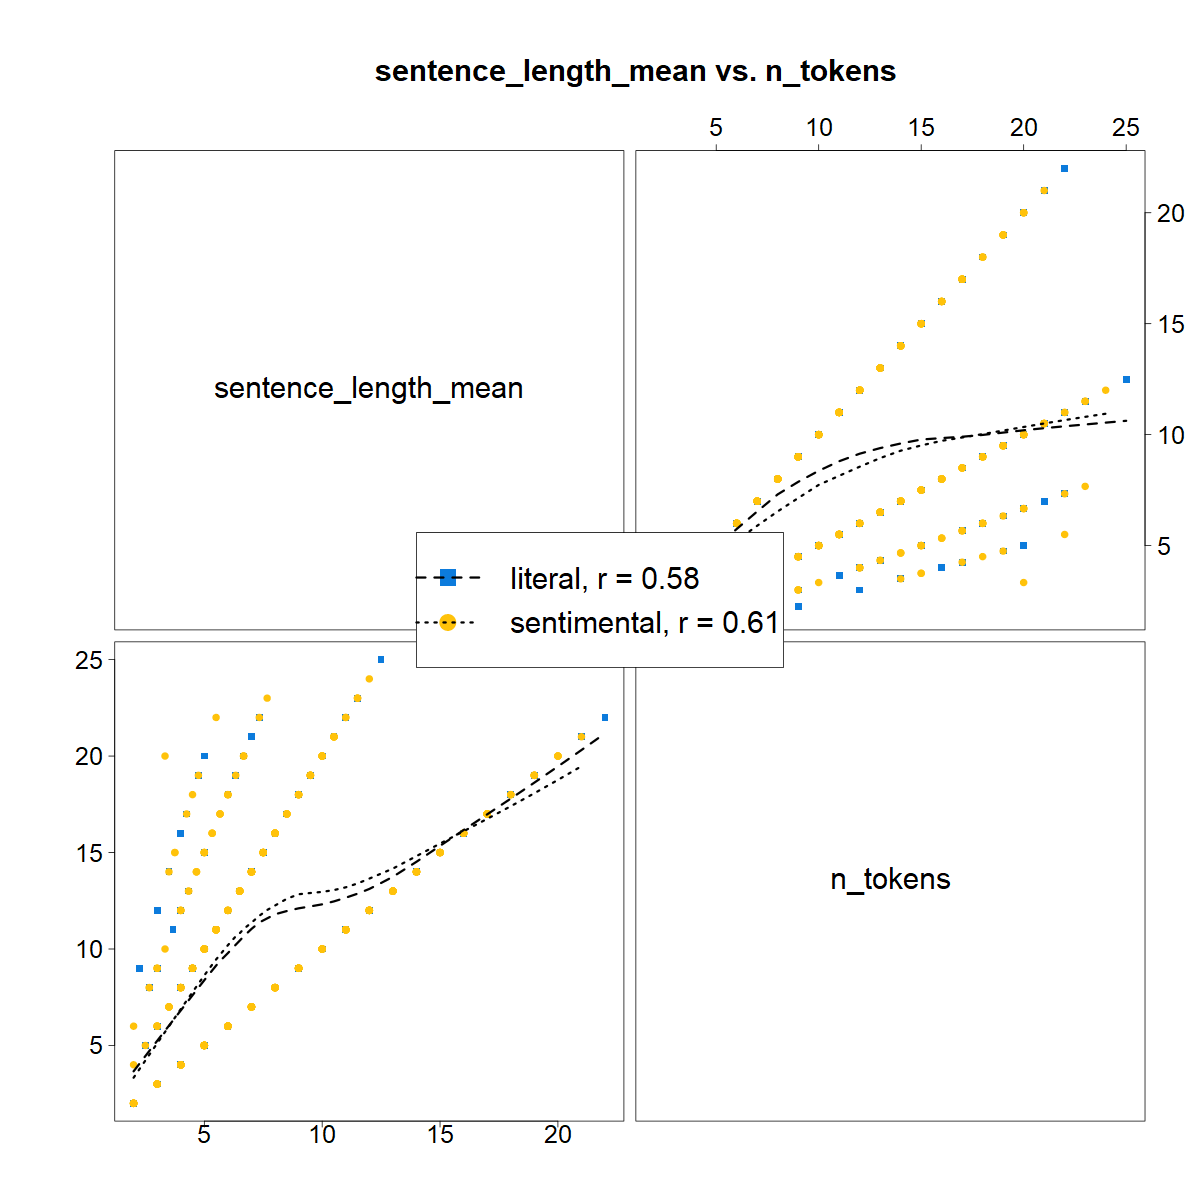 sentence_length_mean vs. n_tokens
5 10 15 20 25
sentence_length_mean
20
15
10
5
literal, r = 0.58
sentimental, r = 0.61
25
20
15
10
5
n_tokens
5 10 15 20